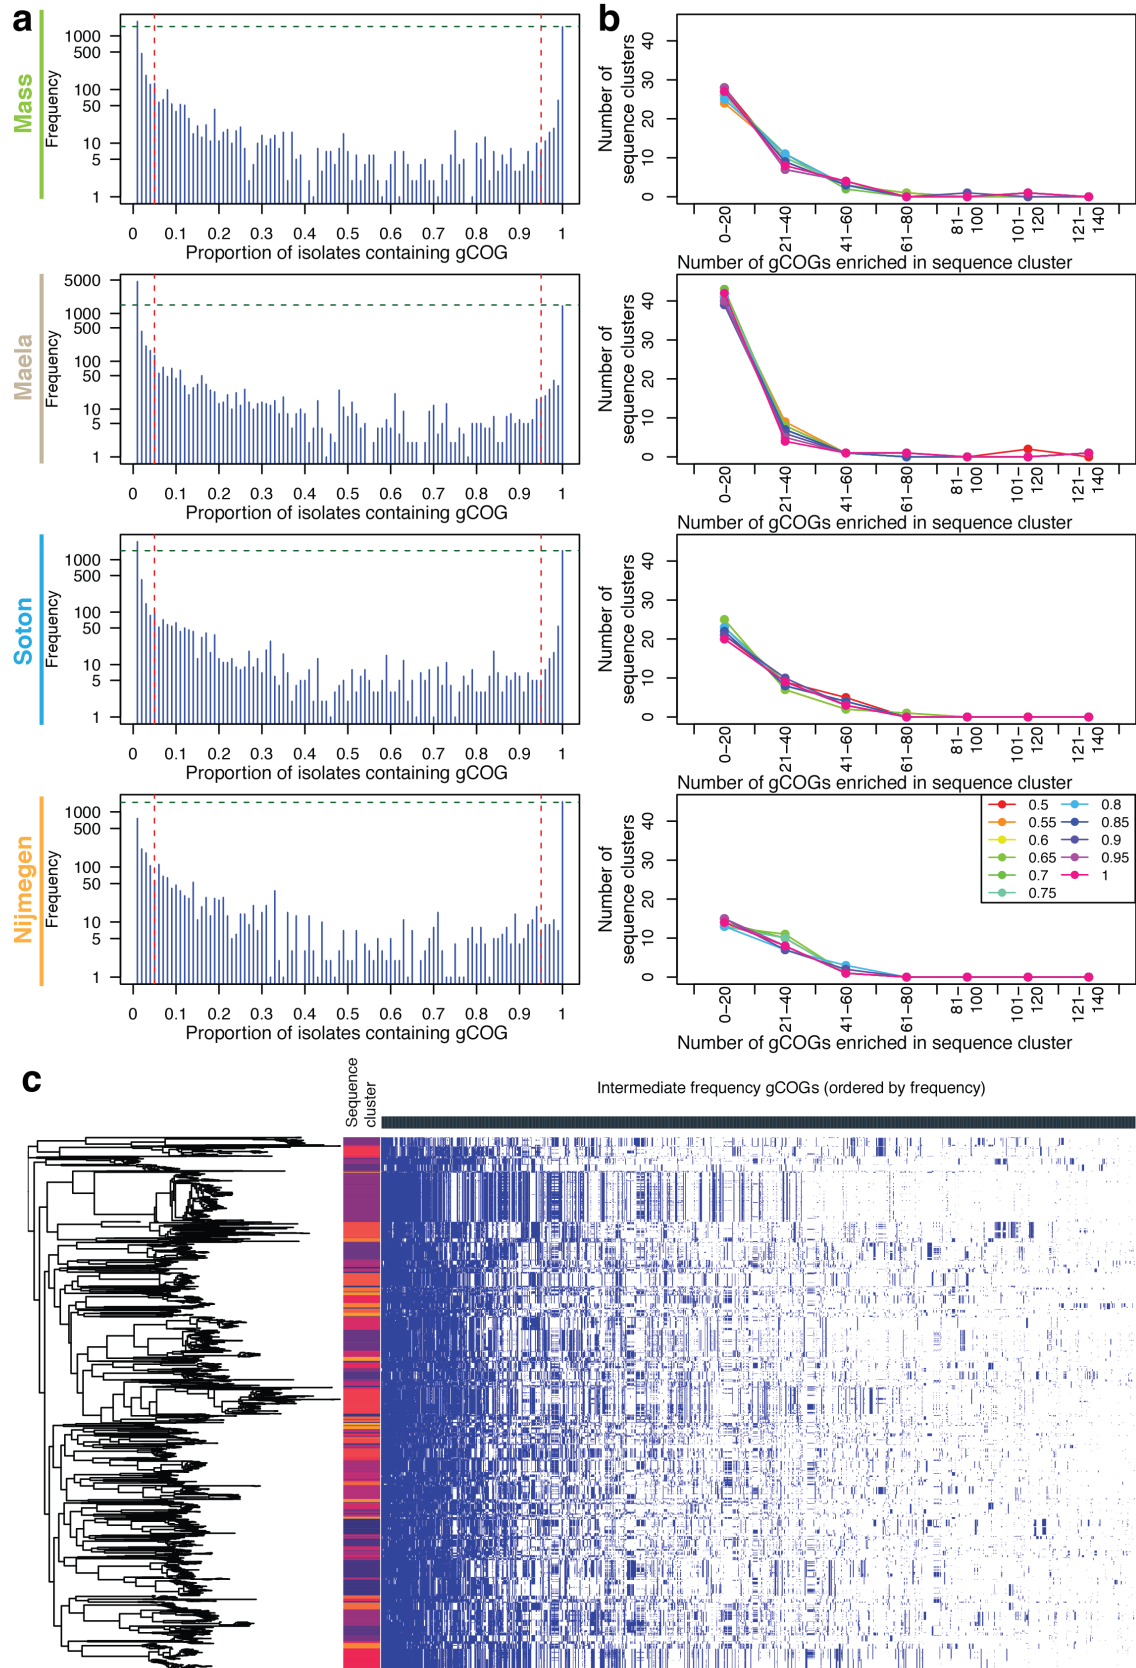 a
b
Mass
Frequency
1000
500
100
50
10
5
1
0 0.1 0.2 0.3 0.4 0.5 0.6 0.7 0.8 0.9 1
Proportion of isolates containing gCOG
Number of
sequence clusters
40
30
20
10
0
0–20
21–40
41–60
61–80
81–
100
101–
120
121–
140
Number of gCOGs enriched in sequence cluster
Maela
Frequency
5000
1000
500
100
50
10
5
1
0 0.1 0.2 0.3 0.4 0.5 0.6 0.7 0.8 0.9 1
Proportion of isolates containing gCOG
Number of
sequence clusters
40
30
20
10
0
0–20
21–40
41–60
61–80
81–
100
101–
120
121–
140
Number of gCOGs enriched in sequence cluster
Soton
Frequency
1000
500
100
50
10
5
1
0 0.1 0.2 0.3 0.4 0.5 0.6 0.7 0.8 0.9 1
Proportion of isolates containing gCOG
Number of
sequence clusters
40
30
20
10
0
0–20
21–40
41–60
61–80
81–
100
101–
120
121–
140
Number of gCOGs enriched in sequence cluster
Nijmegen
Frequency
1000
500
100
50
10
5
1
0 0.1 0.2 0.3 0.4 0.5 0.6 0.7 0.8 0.9 1
Proportion of isolates containing gCOG
Number of
sequence clusters
40
30
20
10
0
0.5 0.8
0.55 0.85
0.6 0.9
0.65 0.95
0.7 1
0.75
0–20
21–40
41–60
61–80
81–
100
101–
120
121–
140
Number of gCOGs enriched in sequence cluster
c
Sequence
cluster
Intermediate frequency gCOGs (ordered by frequency)